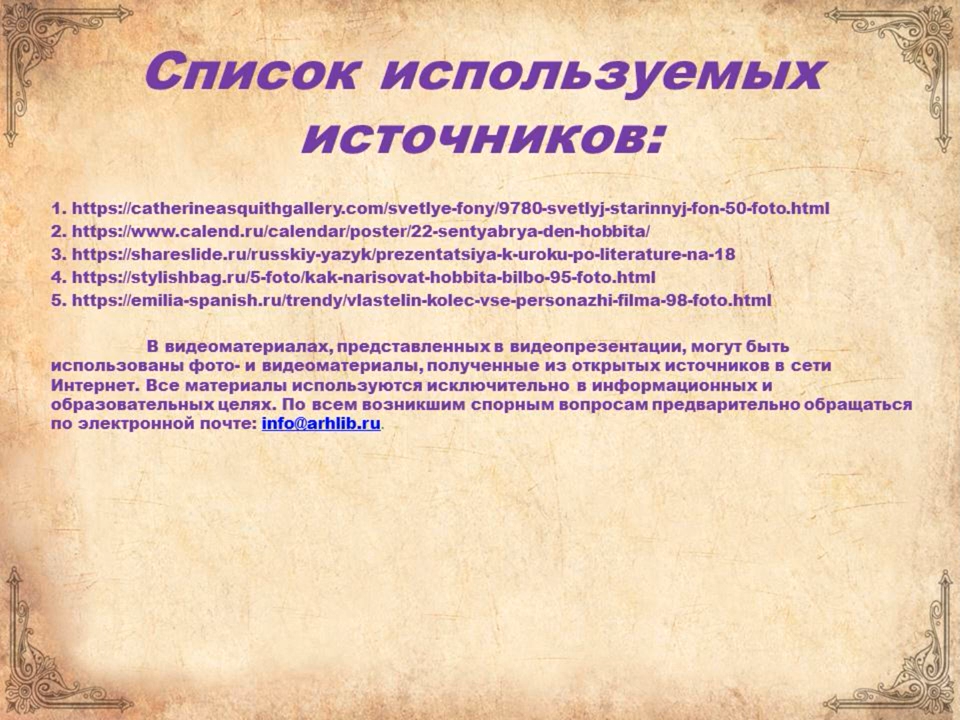 Список используемых
источников:
1. https://catherineasquithgallery.com/svetlye-fony/9780-svetlyj-starinnyj-fon-50-foto.html
2. https://www.calend.ru/calendar/poster/22-sentyabrya-den-hobbita/
3. https://shareslide.ru/russkiy-yazyk/prezentatsiya-k-uroku-po-literature-na-18
4. https://stylishbag.ru/5-foto/kak-narisovat-hobbita-bilbo-95-foto.html
5. https://emilia-spanish.ru/trendy/vlastelin-kolec-vse-personazhi-filma-98-foto.html
В видеоматериалах, представленных в видеопрезентации, могут быть
использованы фото- и видеоматериалы, полученные из открытых источников в сети
Интернет. Все материалы используются исключительно в информационных и
образовательных целях. По всем возникшим спорным вопросам предварительно обращаться
по электронной почте: info@arhlib.ru.